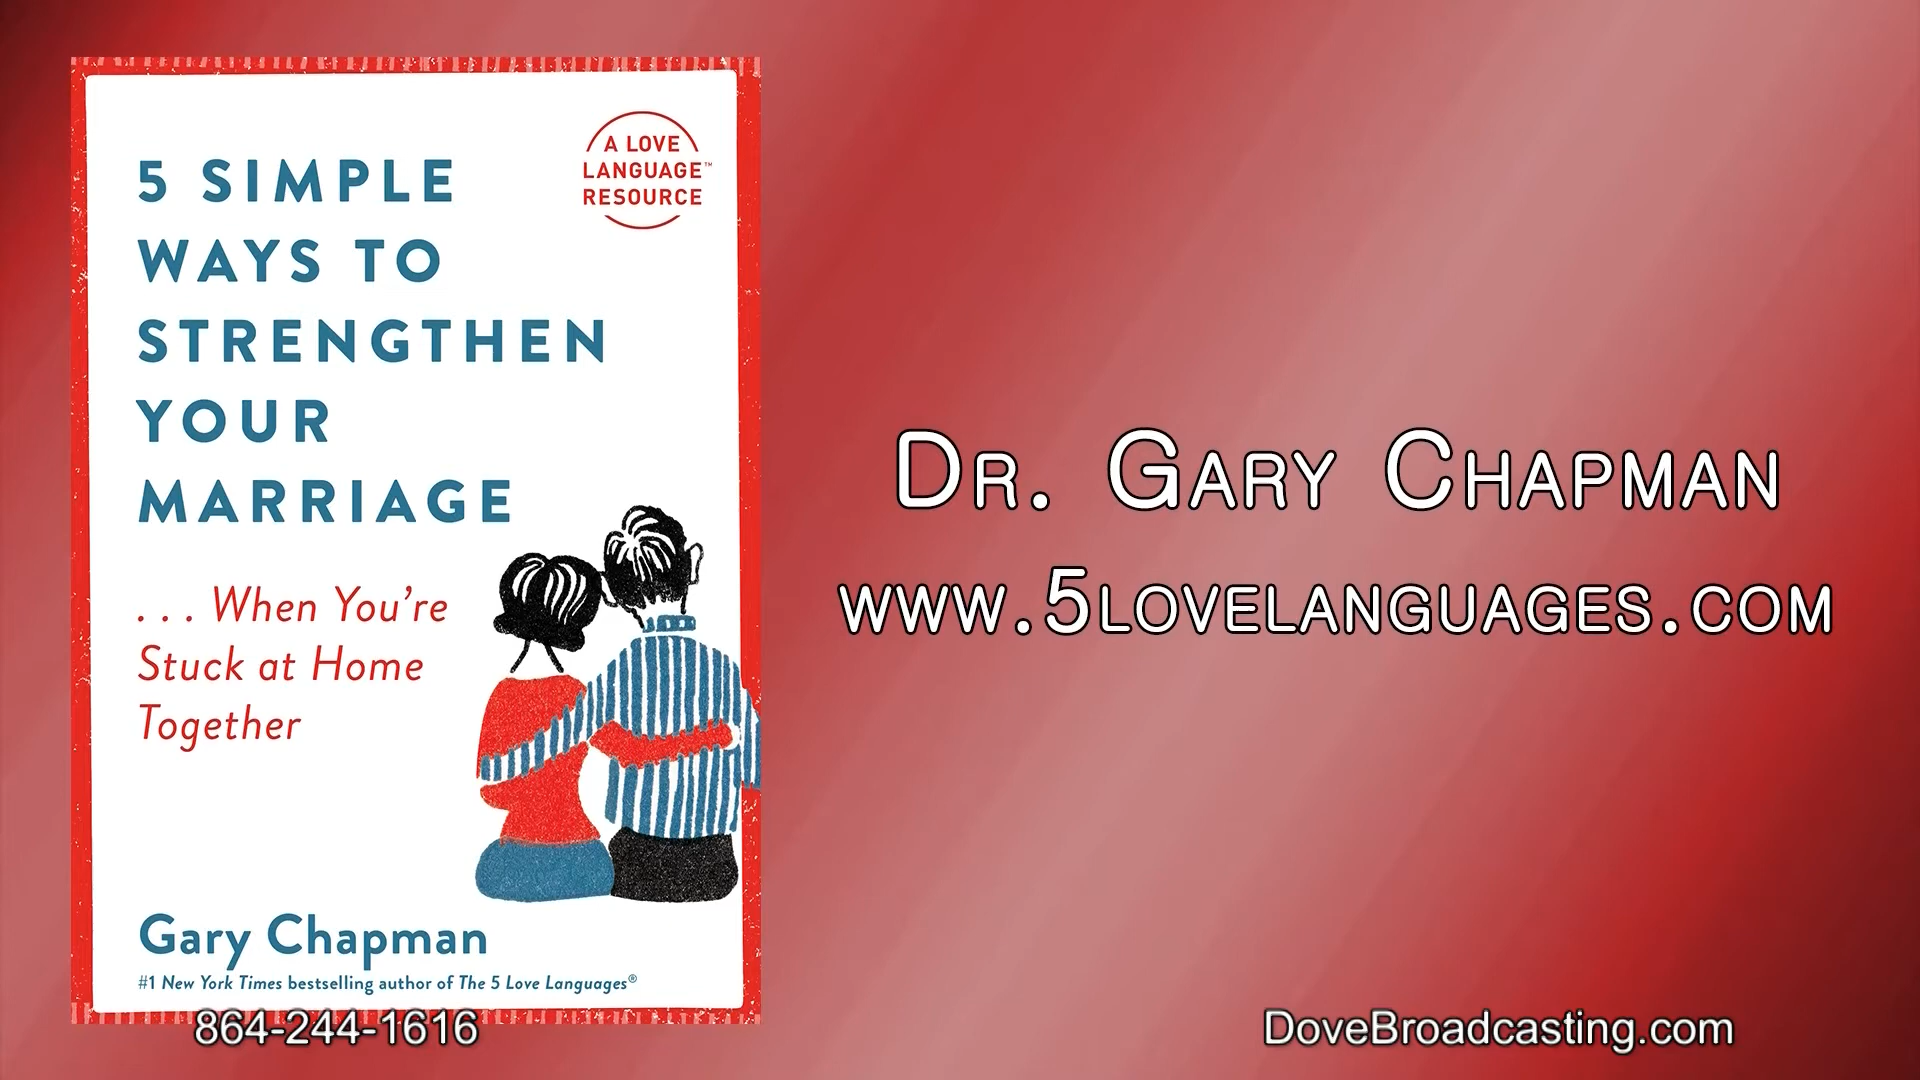 5 SIMPLE
WAYS TO
STRENGTHEN
YOUR
MARRIAGE
A LOVE
LANGUAGE™
RESOURCE
. . . When You're
Stuck at Home
Together
Gary Chapman
#1 New York Times bestselling author of The 5 Love Languages®
DR. GARY CHAPMAN
WWW.5LOVELANGUAGES.COM
864-244-1616
DoveBroadcasting.com